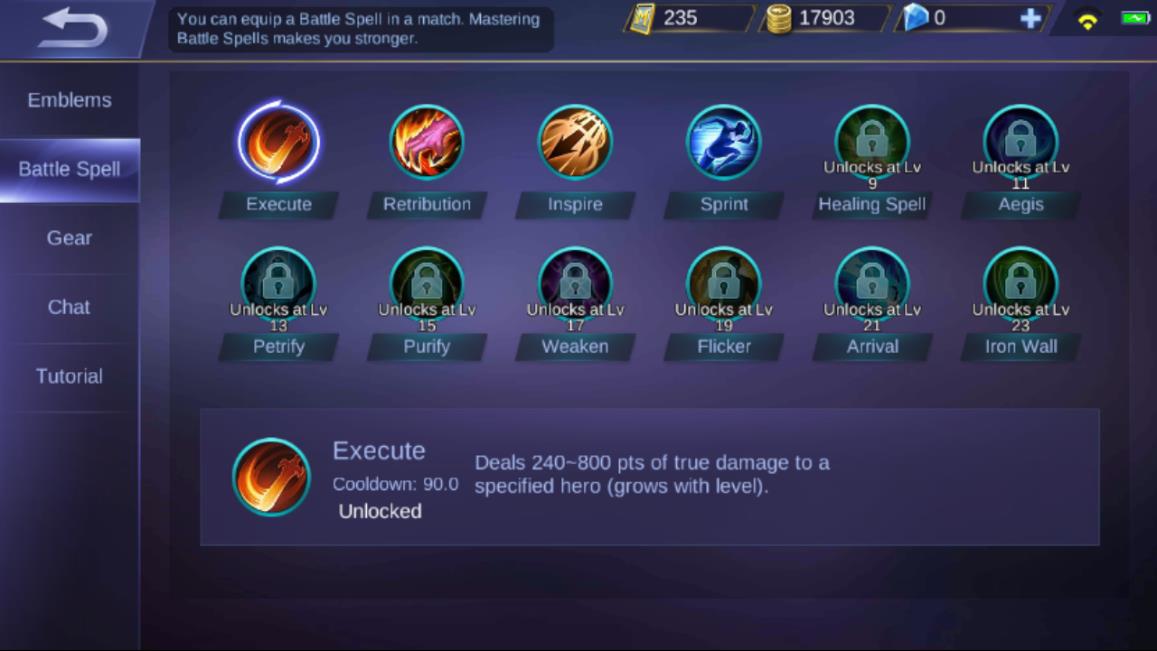 You can equip a Battle Spell in a match. Mastering
Battle Spells makes you stronger.
235
17903
0
Emblems
Battle Spell
Gear
Chat
Tutorial
Execute
Retribution
Inspire
Sprint
Unlocks at Lv
9
Healing Spell
Unlocks at Lv
11
Aegis
Unlocks at Lv
13
Petrify
Unlocks at Lv
15
Purify
Unlocks at Lv
17
Weaken
Unlocks at Lv
19
Flicker
Unlocks at Lv
21
Arrival
Unlocks at Lv
23
Iron Wall
Execute
Cooldown: 90.0
Unlocked
Deals 240~800 pts of true damage to a
specified hero (grows with level).